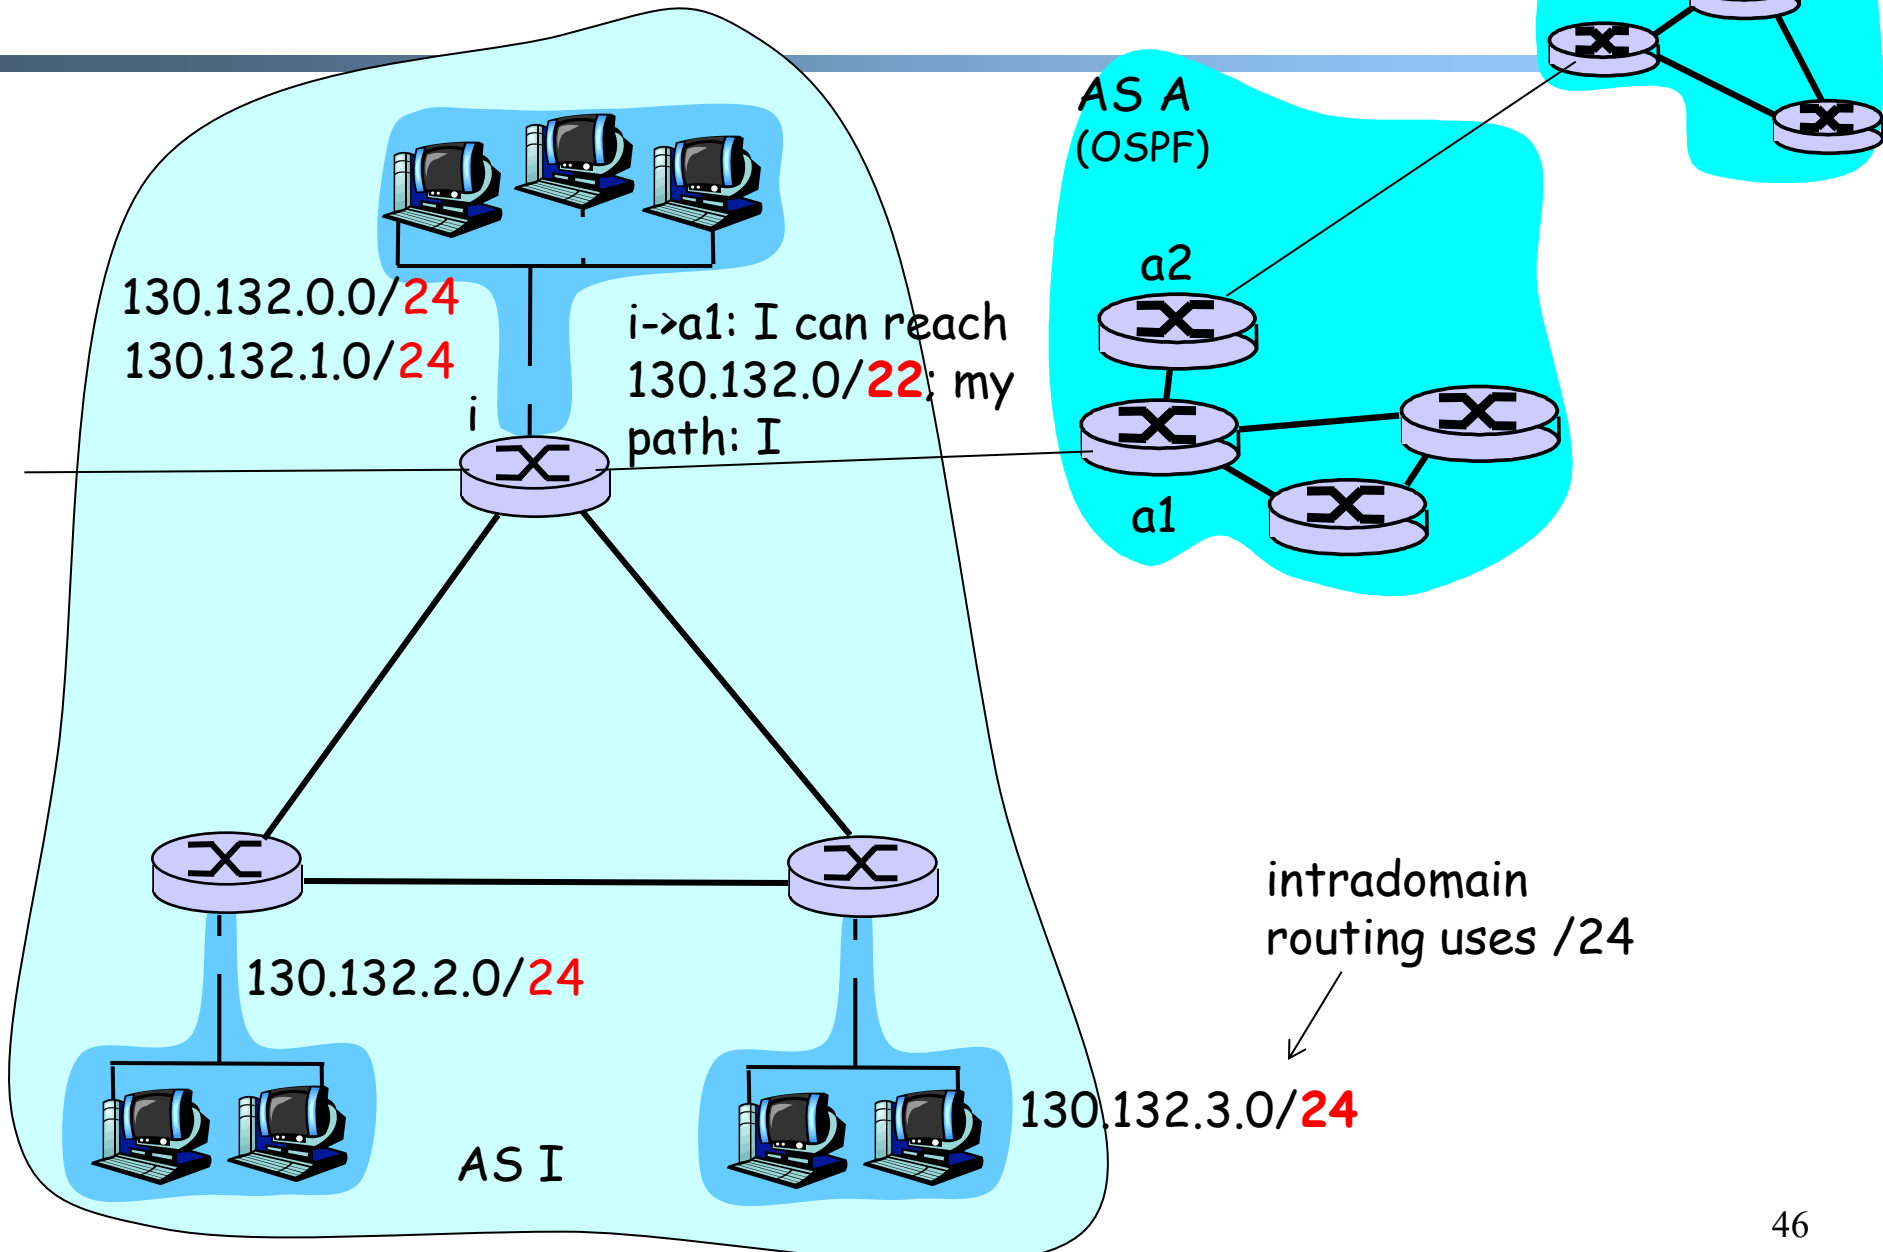 AS A
(OSPF)
a2
130.132.0.0/24
130.132.1.0/24
i->a1: I can reach
130.132.0/22; my
path: I
i
a1
intradomain
routing uses /24
130.132.2.0/24
130.132.3.0/24
AS I
46